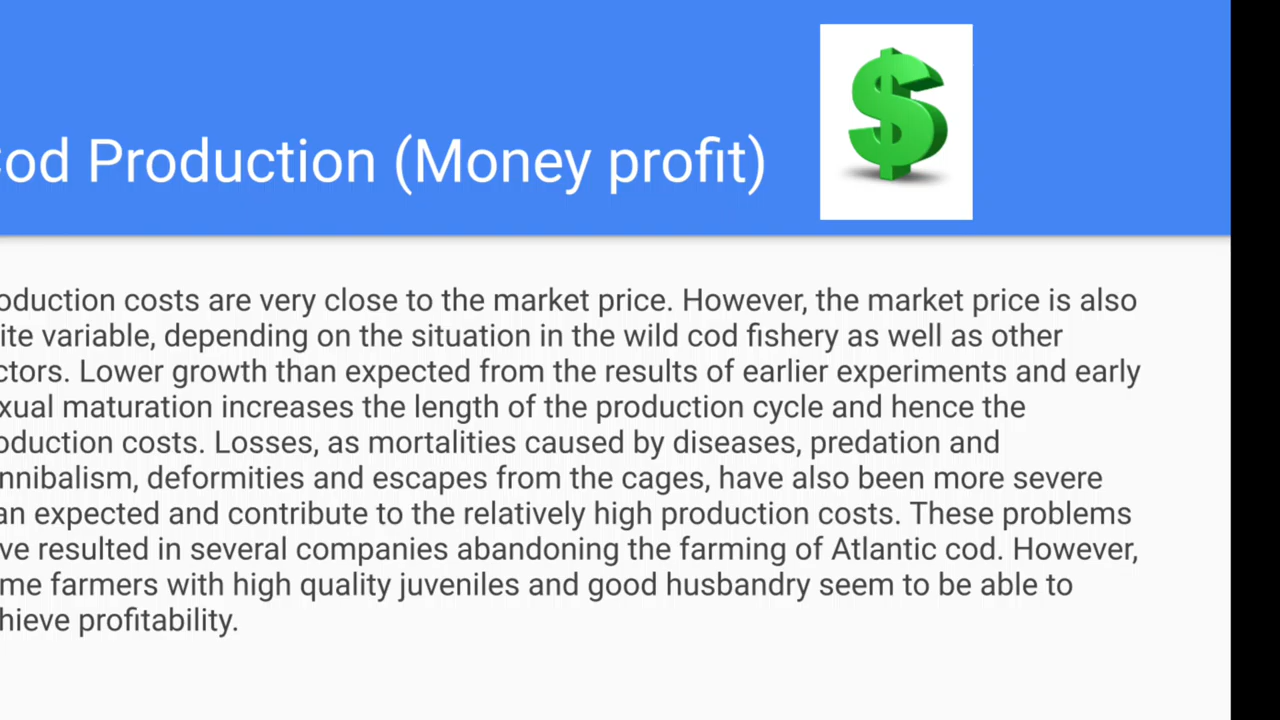 Cod Production (Money profit)
oduction costs are very close to the market price. However, the market price is also
ite variable, depending on the situation in the wild cod fishery as well as other
ctors. Lower growth than expected from the results of earlier experiments and early
xual maturation increases the length of the production cycle and hence the
oduction costs. Losses, as mortalities caused by diseases, predation and
nnibalism, deformities and escapes from the cages, have also been more severe
an expected and contribute to the relatively high production costs. These problems
ve resulted in several companies abandoning the farming of Atlantic cod. However,
me farmers with high quality juveniles and good husbandry seem to be able to
hieve profitability.